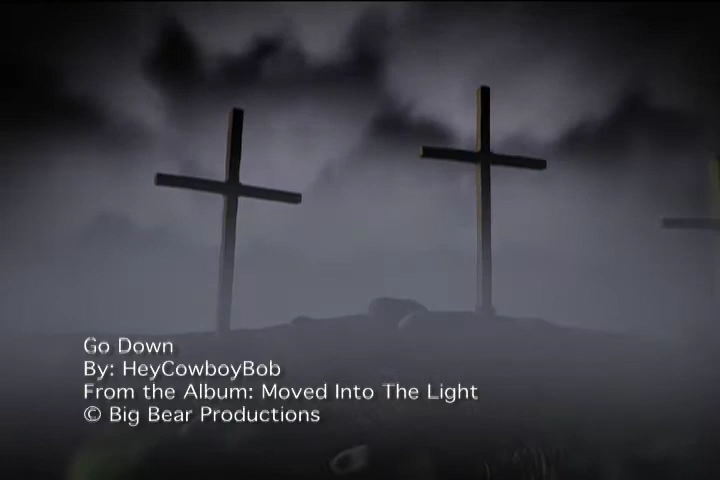 Go Down
By: HeyCowboyBob
From the Album: Moved Into The Light
© Big Bear Productions